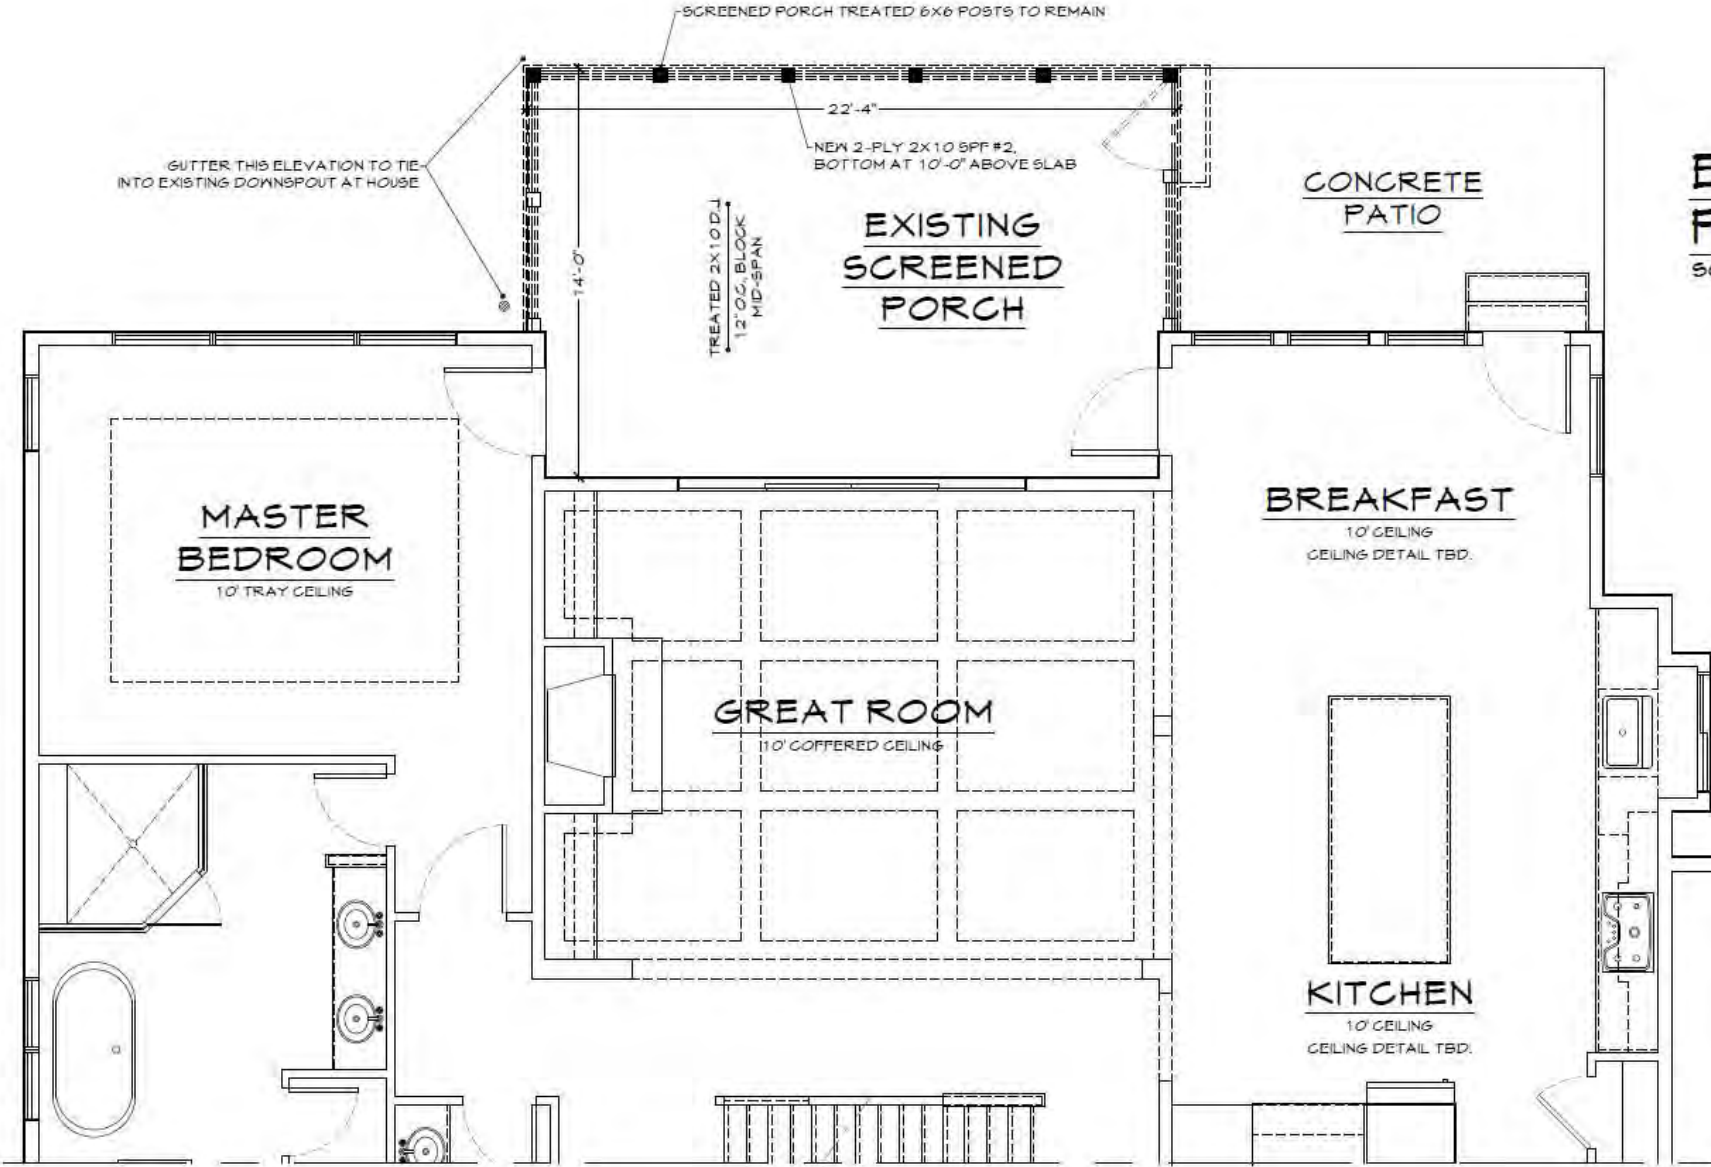 SCREENED PORCH TREATED 6X6 POSTS TO REMAIN
22'-4"
GUTTER THIS ELEVATION TO TIE
INTO EXISTING DOWNSPOUT AT HOUSE
NEW 2-PLY 2X10 SPF #2,
BOTTOM AT 10'-0" ABOVE SLAB
14'-0"
TREATED 2X10 D.J.
12" O.C. BLOCK
MID-SPAN
EXISTING
SCREENED
PORCH
CONCRETE
PATIO
MASTER
BEDROOM
10' TRAY CEILING
BREAKFAST
10' CEILING
CEILING DETAIL TBD.
GREAT ROOM
10' COFFERED CEILING
KITCHEN
10' CEILING
CEILING DETAIL TBD.